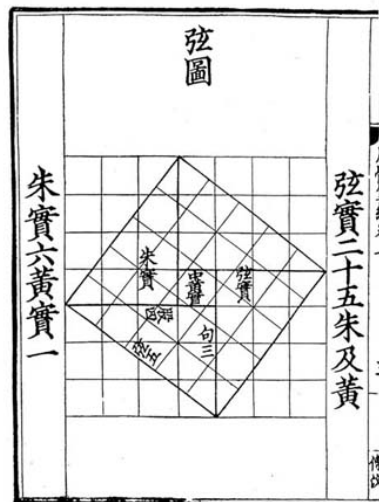 弦圖
弦實二十五朱及黃
弦實
中黃實
朱實
句三
股四
弦五
朱實六黃實一